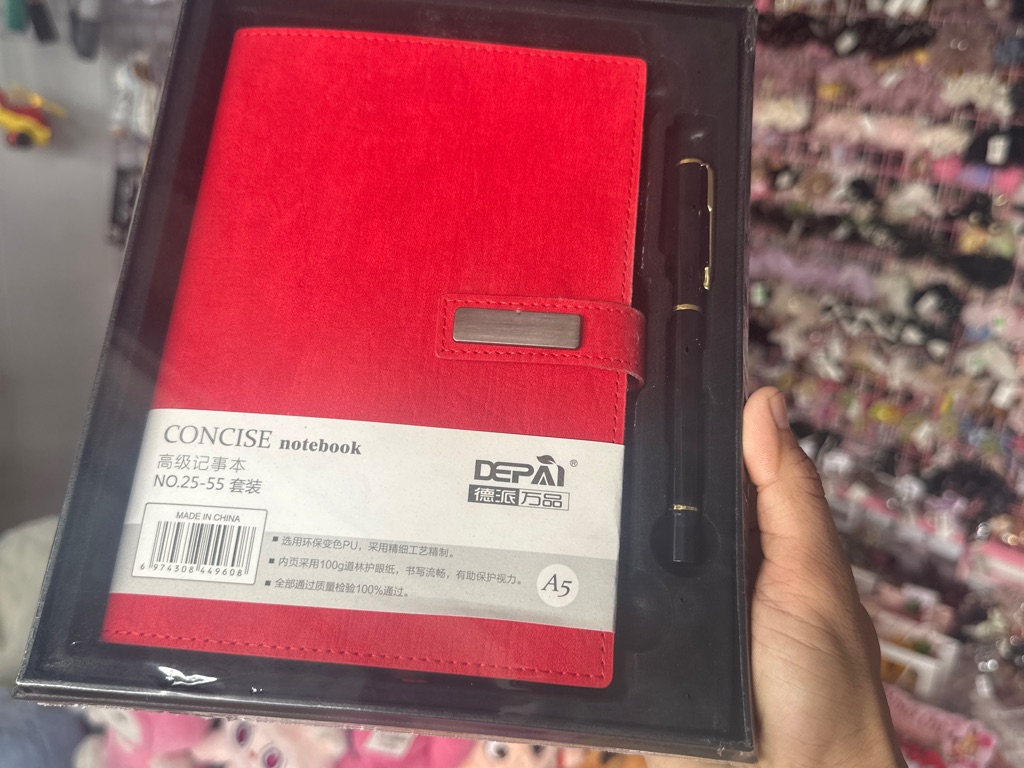 CONCISE notebook
高级记事本
NO.25-55 套装
DEPAI®
德派万品
MADE IN CHINA
6 974308 449608
■ 选用环保变色PU，采用精细工艺精制。
■ 内页采用100g道林护眼纸，书写流畅，有助保护视力。
■ 全部通过质量检验100%通过。
A5